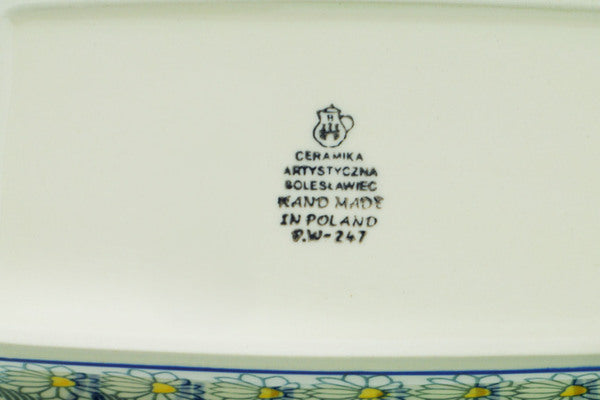 H
CERAMIKA
ARTYSTYCZNA
BOLESŁAWIEC
HAND MADE
IN POLAND
P.W-247